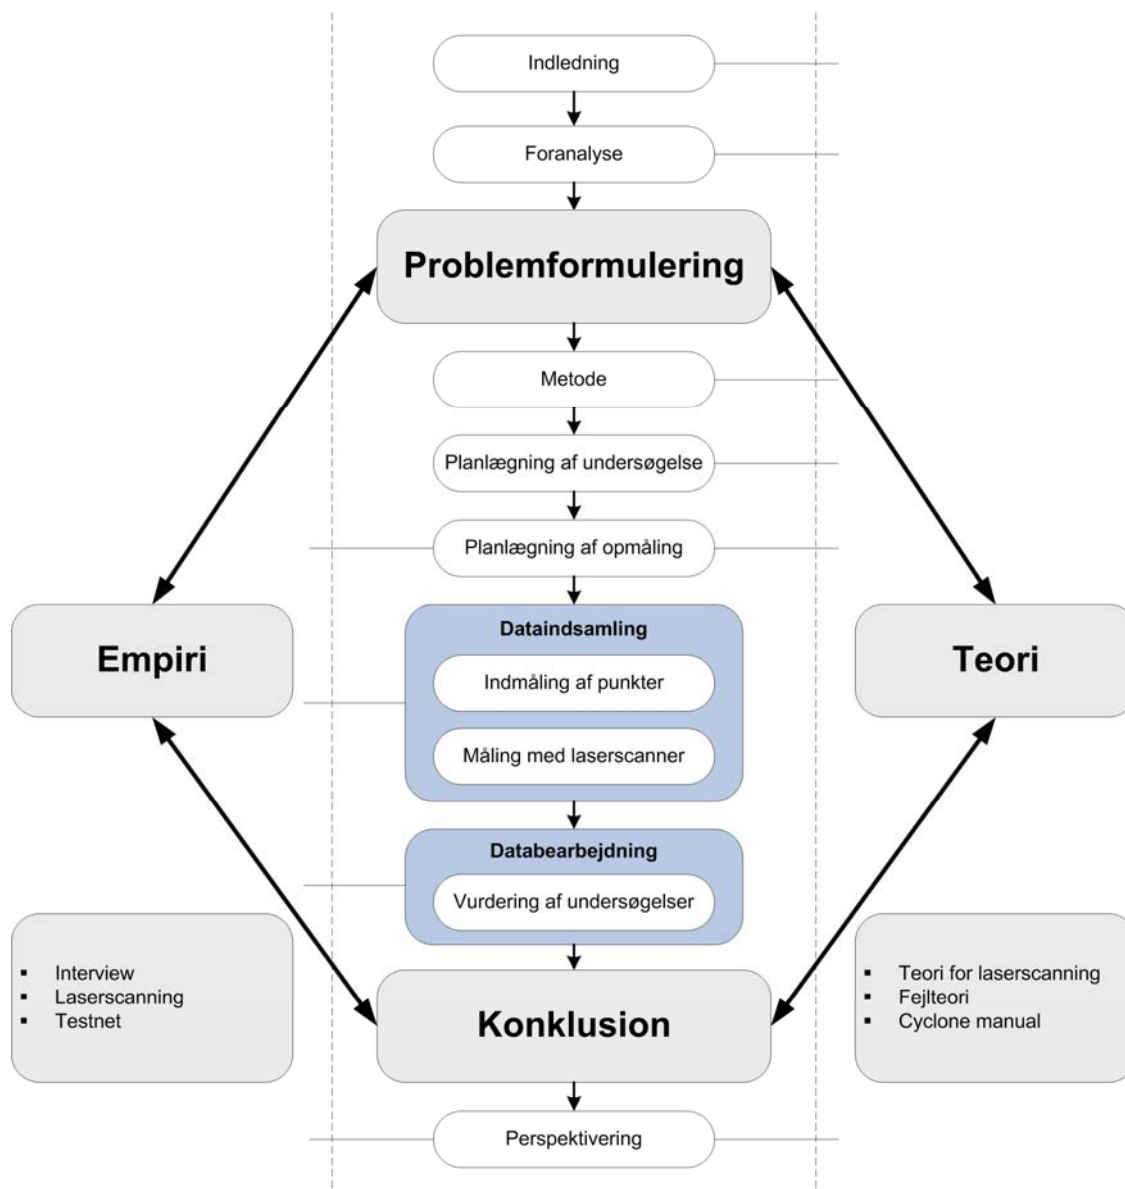 Indledning
Foranalyse
Problemformulering
Metode
Planlægning af undersøgelse
Planlægning af opmåling
Empiri
Dataindsamling
Indmåling af punkter
Måling med laserscanner
Teori
Databearbejdning
Vurdering af undersøgelser
▪ Interview
▪ Laserscanning
▪ Testnet
Konklusion
▪ Teori for laserscanning
▪ Fejlteori
▪ Cyclone manual
Perspektivering